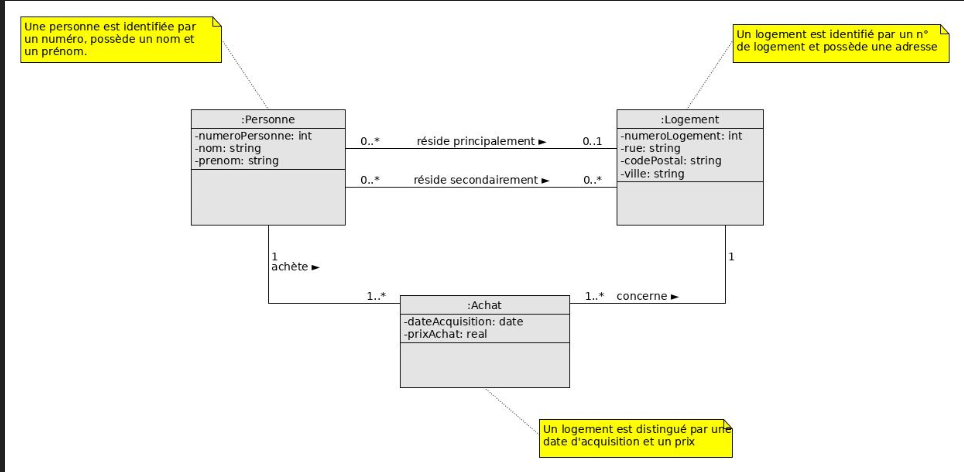 Une personne est identifiée par
un numéro, possède un nom et
un prénom.
Un logement est identifié par un n°
de logement et possède une adresse
:Personne
-numeroPersonne: int
-nom: string
-prenom: string
0..* réside principalement ► 0..1
0..* réside secondairement ► 0..*
:Logement
-numeroLogement: int
-rue: string
-codePostal: string
-ville: string
1
achète ►
1..*
1..* concerne ►
1
:Achat
-dateAcquisition: date
-prixAchat: real
Un logement est distingué par une
date d'acquisition et un prix